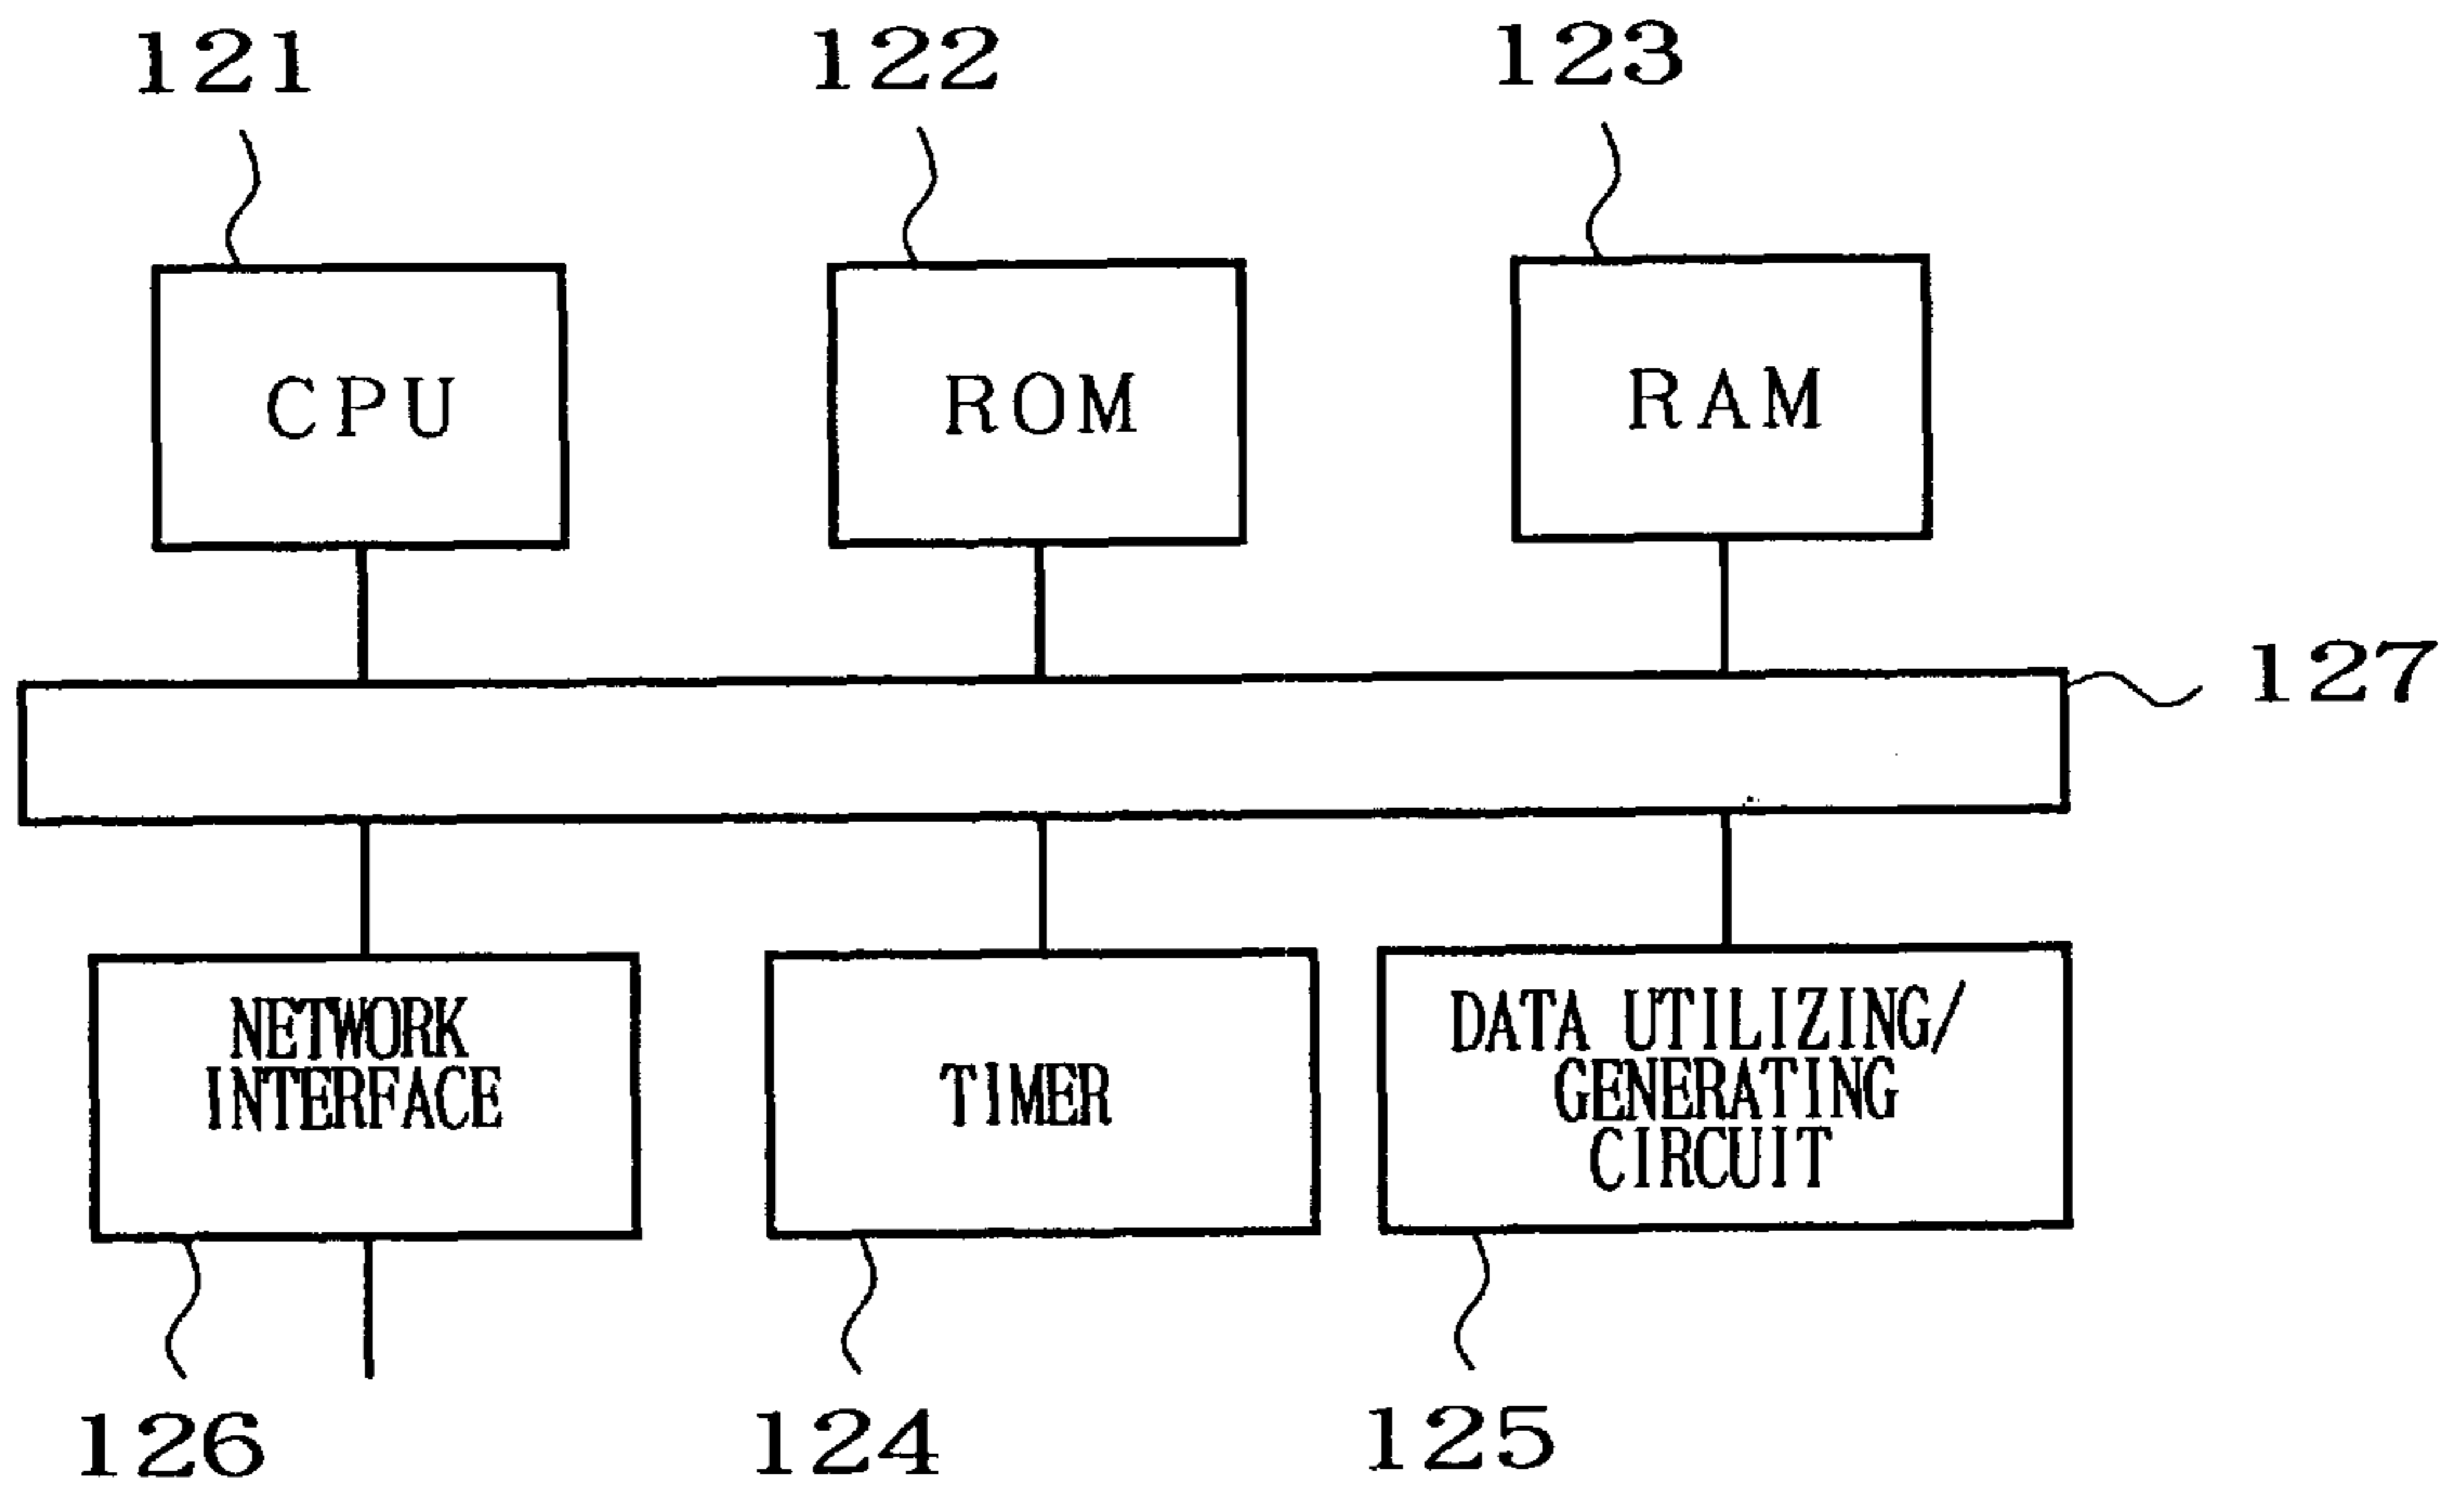 121
122
123
CPU
ROM
RAM
127
NETWORK
INTERFACE
TIMER
DATA UTILIZING/
GENERATING
CIRCUIT
126
124
125